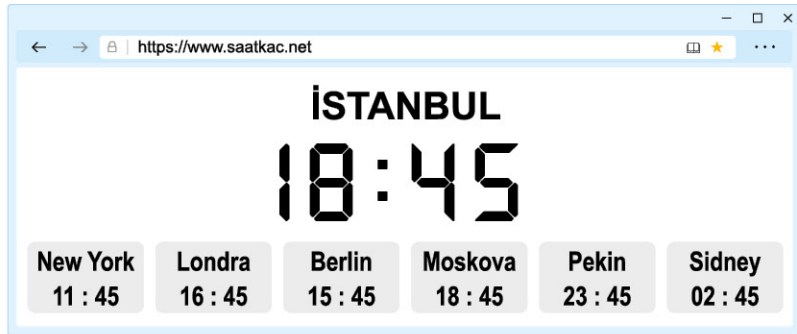 https://www.saatkac.net
İSTANBUL
18:45
New York
11 : 45
Londra
16 : 45
Berlin
15 : 45
Moskova
18 : 45
Pekin
23 : 45
Sidney
02 : 45